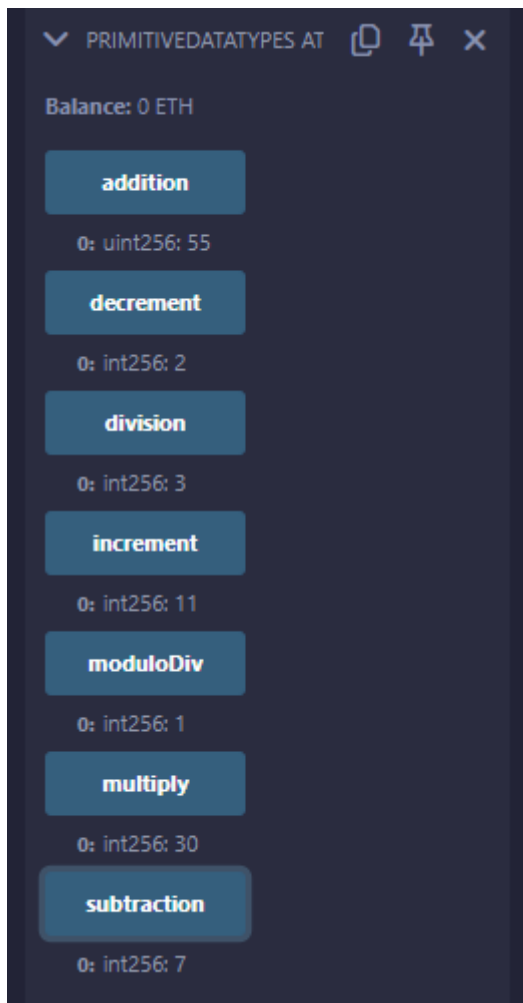 PRIMITIVEDATATYPES AT
Balance: 0 ETH
addition
0: uint256: 55
decrement
0: int256: 2
division
0: int256: 3
increment
0: int256: 11
moduloDiv
0: int256: 1
multiply
0: int256: 30
subtraction
0: int256: 7